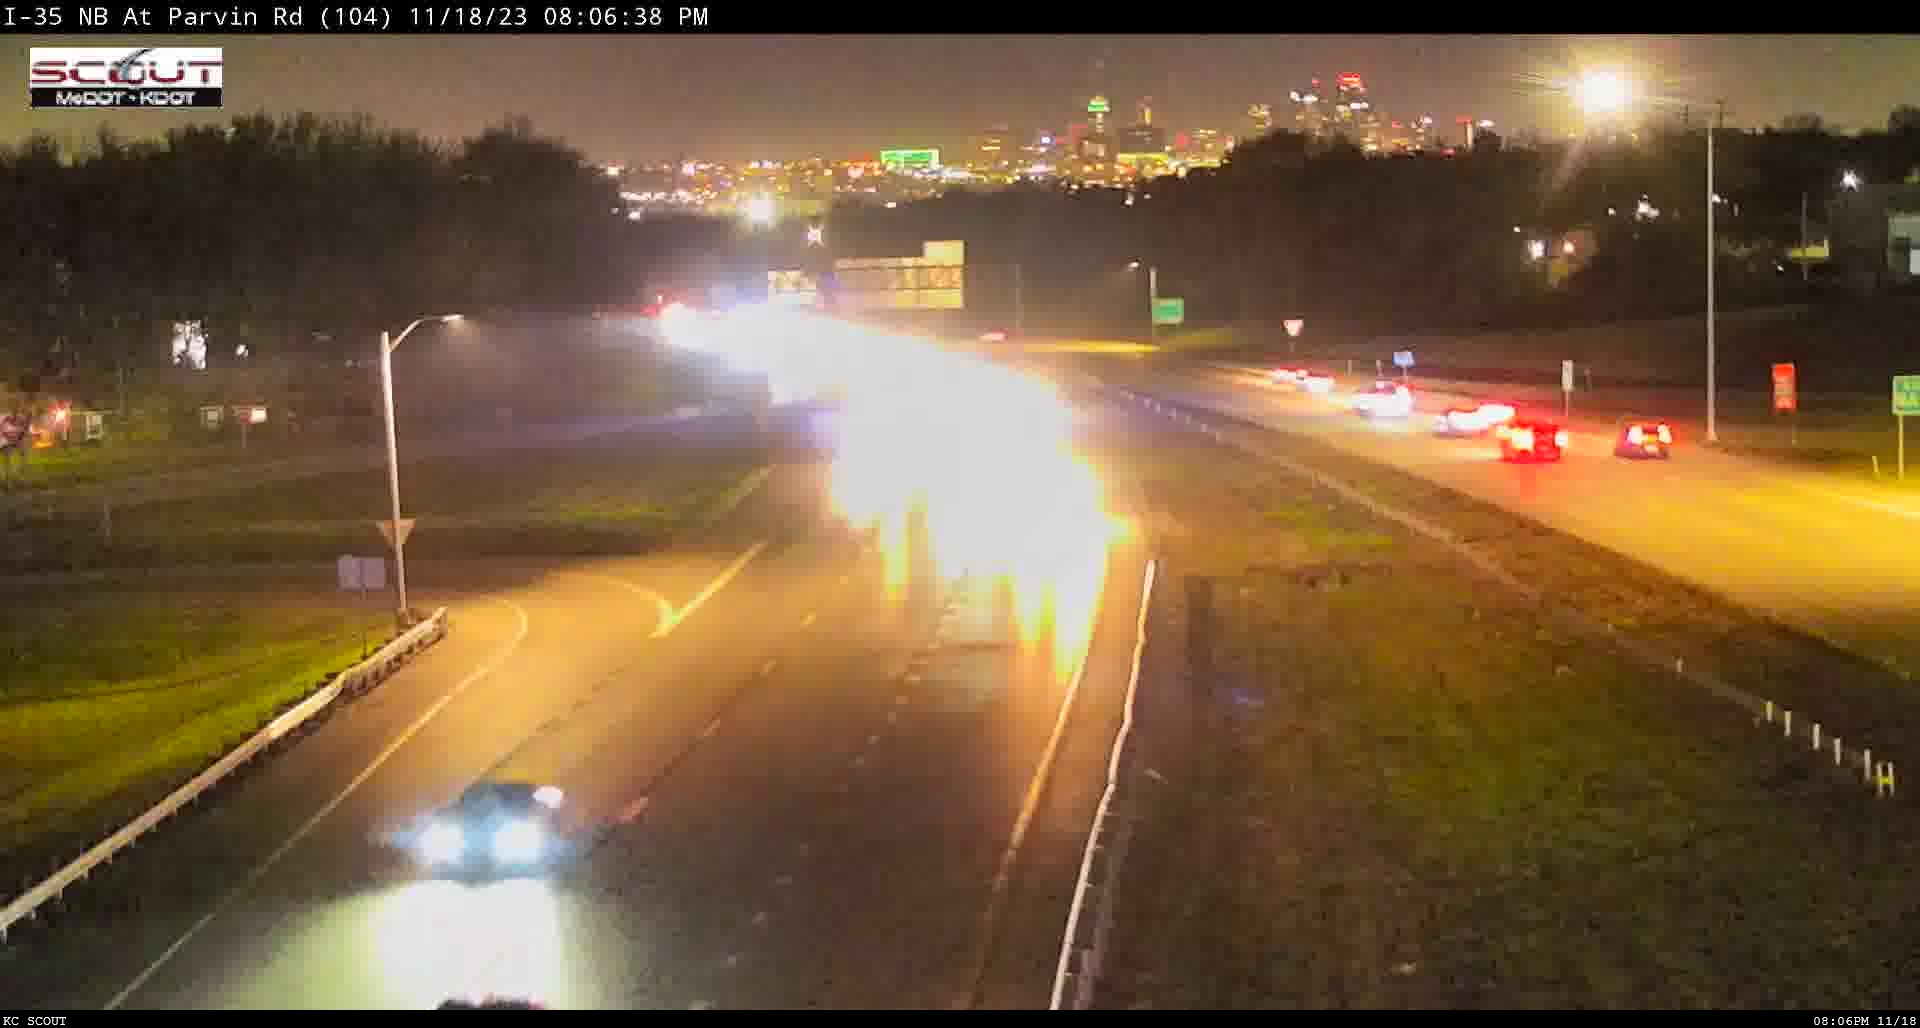 I-35 NB At Parvin Rd (104) 11/18/23 08:06:38 PM
SCOUT
MoDOT - KDOT
KC SCOUT
08:06PM 11/18